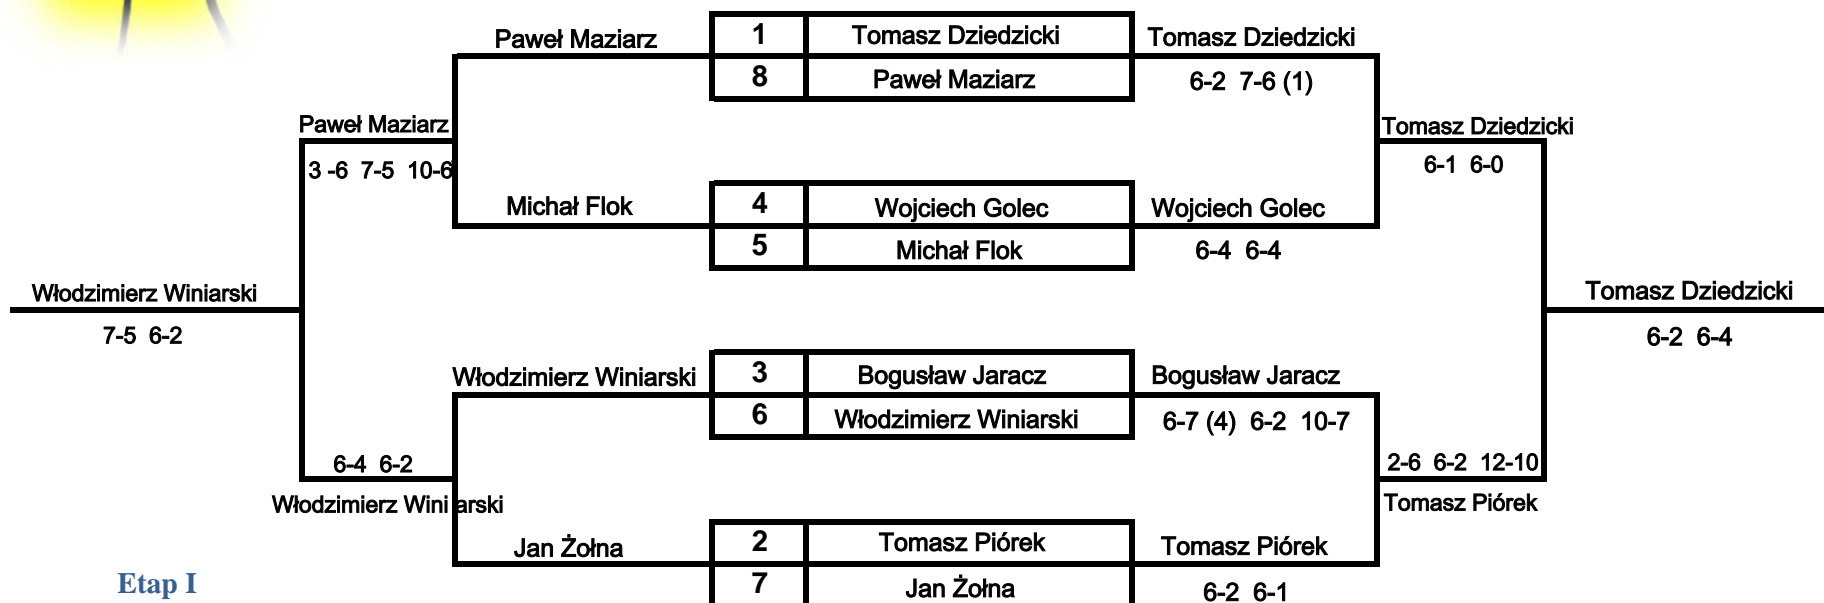 Paweł Maziarz 1 Tomasz Dziedzicki Tomasz Dziedzicki
8 Paweł Maziarz 6-2 7-6 (1)
Paweł Maziarz Tomasz Dziedzicki
3 -6 7-5 10-6 6-1 6-0
Michał Flok 4 Wojciech Golec Wojciech Golec
5 Michał Flok 6-4 6-4
Włodzimierz Winiarski Tomasz Dziedzicki
7-5 6-2 6-2 6-4
Włodzimierz Winiarski 3 Bogusław Jaracz Bogusław Jaracz
6 Włodzimierz Winiarski 6-7 (4) 6-2 10-7
6-4 6-2 2-6 6-2 12-10
Włodzimierz Winiarski Tomasz Piórek
Jan Żołna 2 Tomasz Piórek Tomasz Piórek
Etap I 7 Jan Żołna 6-2 6-1